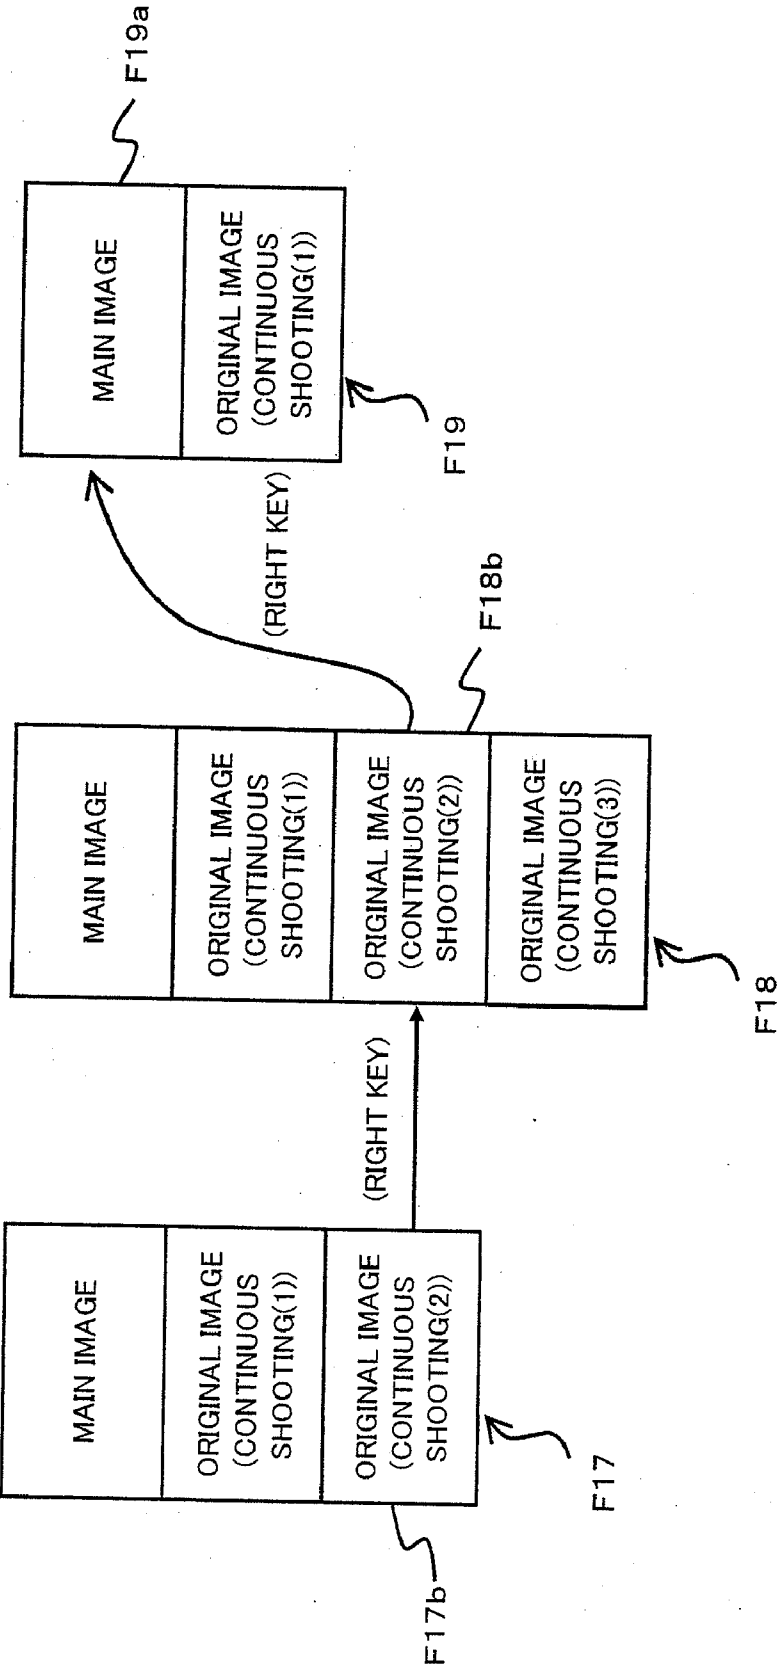 MAIN IMAGE
ORIGINAL IMAGE
(CONTINUOUS
SHOOTING(1))
ORIGINAL IMAGE
(CONTINUOUS
SHOOTING(2))
F17b
F17
(RIGHT KEY)
MAIN IMAGE
ORIGINAL IMAGE
(CONTINUOUS
SHOOTING(1))
ORIGINAL IMAGE
(CONTINUOUS
SHOOTING(2))
ORIGINAL IMAGE
(CONTINUOUS
SHOOTING(3))
F18b
F18
(RIGHT KEY)
MAIN IMAGE
ORIGINAL IMAGE
(CONTINUOUS
SHOOTING(1))
F19a
F19